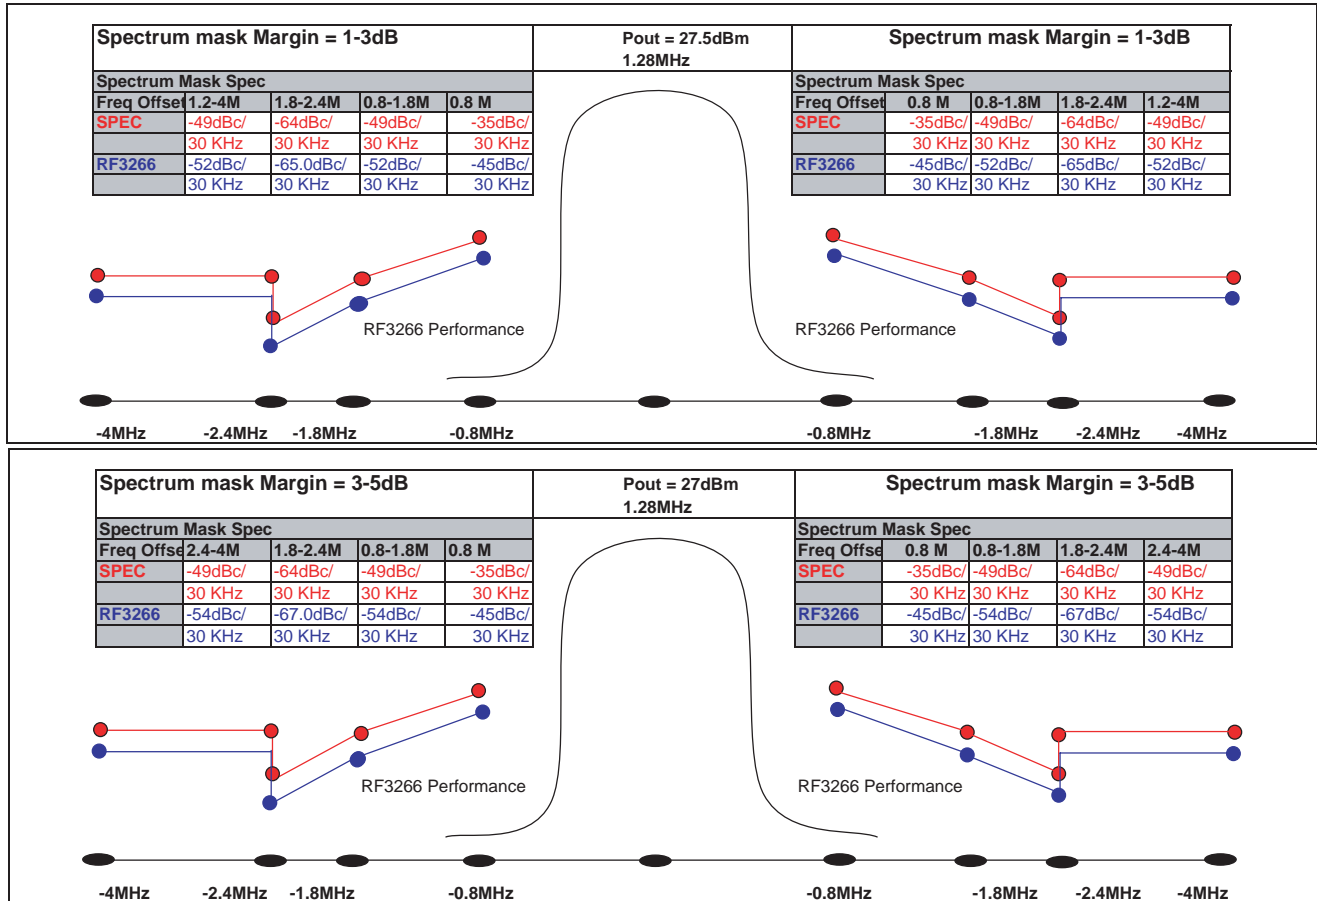 Spectrum mask Margin = 1-3dB
Pout = 27.5dBm
1.28MHz
Spectrum mask Margin = 1-3dB
Spectrum Mask Spec
Freq Offset 1.2-4M 1.8-2.4M 0.8-1.8M 0.8 M
SPEC -49dBc/ -64dBc/ -49dBc/ -35dBc/
30 KHz 30 KHz 30 KHz 30 KHz
RF3266 -52dBc/ -65.0dBc/ -52dBc/ -45dBc/
30 KHz 30 KHz 30 KHz 30 KHz
Spectrum Mask Spec
Freq Offset 0.8 M 0.8-1.8M 1.8-2.4M 1.2-4M
SPEC -35dBc/ -49dBc/ -64dBc/ -49dBc/
30 KHz 30 KHz 30 KHz 30 KHz
RF3266 -45dBc/ -52dBc/ -65dBc/ -52dBc/
30 KHz 30 KHz 30 KHz 30 KHz
RF3266 Performance
RF3266 Performance
-4MHz -2.4MHz -1.8MHz -0.8MHz -0.8MHz -1.8MHz -2.4MHz -4MHz
Spectrum mask Margin = 3-5dB
Pout = 27dBm
1.28MHz
Spectrum mask Margin = 3-5dB
Spectrum Mask Spec
Freq Offse 2.4-4M 1.8-2.4M 0.8-1.8M 0.8 M
SPEC -49dBc/ -64dBc/ -49dBc/ -35dBc/
30 KHz 30 KHz 30 KHz 30 KHz
RF3266 -54dBc/ -67.0dBc/ -54dBc/ -45dBc/
30 KHz 30 KHz 30 KHz 30 KHz
Spectrum Mask Spec
Freq Offse 0.8 M 0.8-1.8M 1.8-2.4M 2.4-4M
SPEC -35dBc/ -49dBc/ -64dBc/ -49dBc/
30 KHz 30 KHz 30 KHz 30 KHz
RF3266 -45dBc/ -54dBc/ -67dBc/ -54dBc/
30 KHz 30 KHz 30 KHz 30 KHz
RF3266 Performance
RF3266 Performance
-4MHz -2.4MHz -1.8MHz -0.8MHz -0.8MHz -1.8MHz -2.4MHz -4MHz